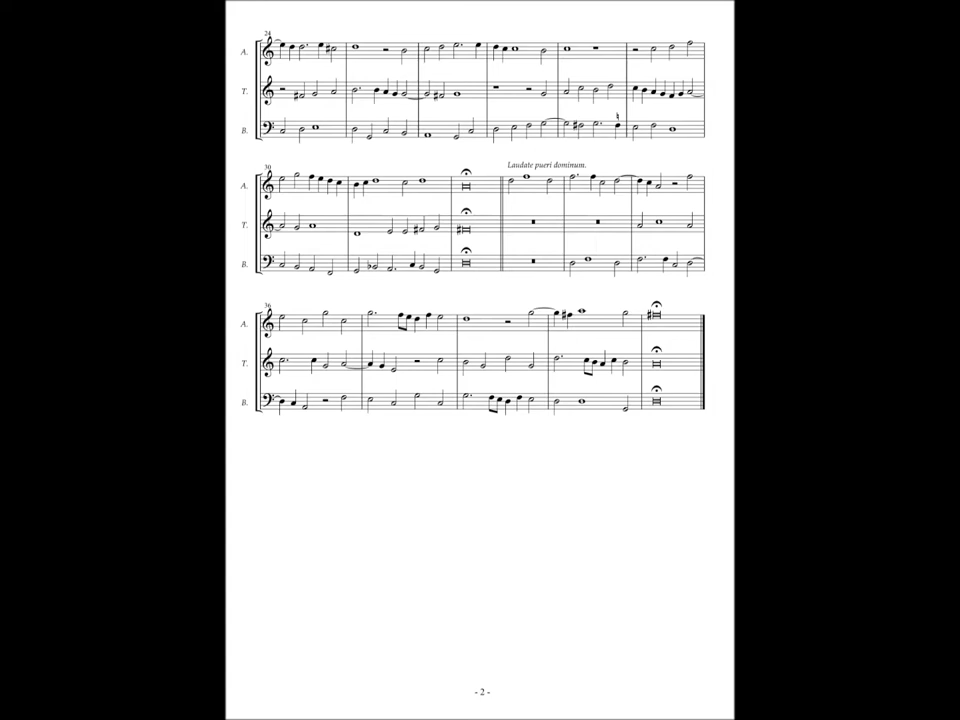 24
A.
T.
B.
30
Laudate pueri dominum.
A.
T.
B.
36
A.
T.
B.
- 2 -